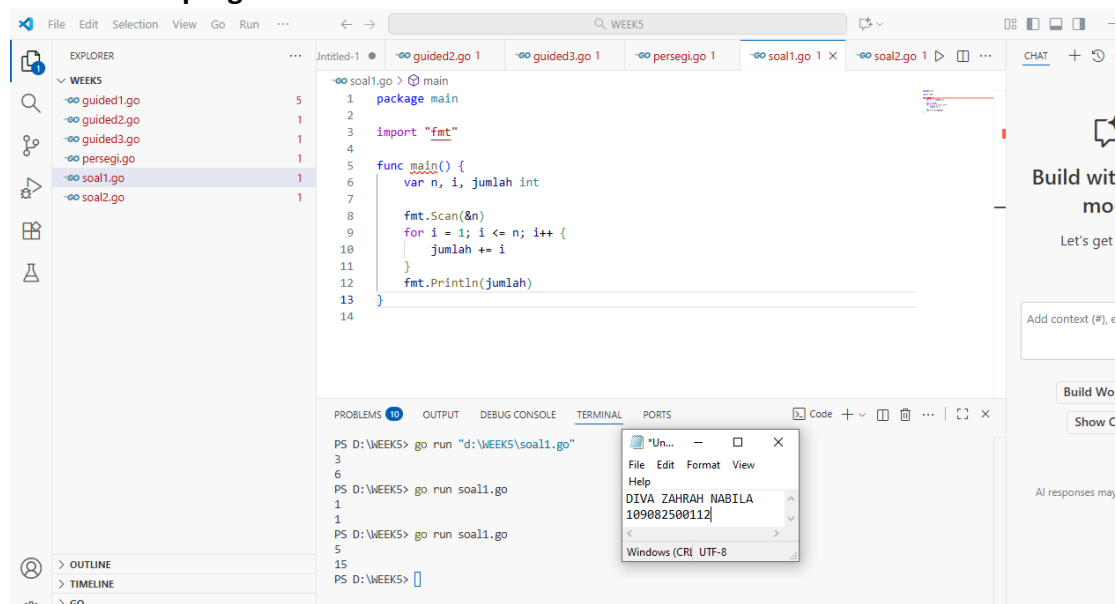 File Edit Selection View Go Run ··· WEEK5
EXPLORER ··· Untitled-1 guided2.go 1 guided3.go 1 persegi.go 1 soal1.go 1 soal2.go 1 ··· CHAT
WEEK5
soal1.go > main
guided1.go 5
guided2.go 1
guided3.go 1
persegi.go 1
soal1.go 1
soal2.go 1
1 package main
2
3 import "fmt"
4
5 func main() {
6 var n, i, jumlah int
7
8 fmt.Scan(&n)
9 for i = 1; i <= n; i++ {
10 jumlah += i
11 }
12 fmt.Println(jumlah)
13 }
14
Let's get
Add context (#),
Show
AI responses may
PROBLEMS 10 OUTPUT DEBUG CONSOLE TERMINAL PORTS Code ···
PS D:\WEEK5> go run "d:\WEEK5\soal1.go"
3
6
PS D:\WEEK5> go run soal1.go
1
1
PS D:\WEEK5> go run soal1.go
5
15
PS D:\WEEK5>
*Un...
File Edit Format View
Help
DIVA ZAHRAH NABILA
109082500112
Windows (CRL UTF-8
OUTLINE
TIMELINE